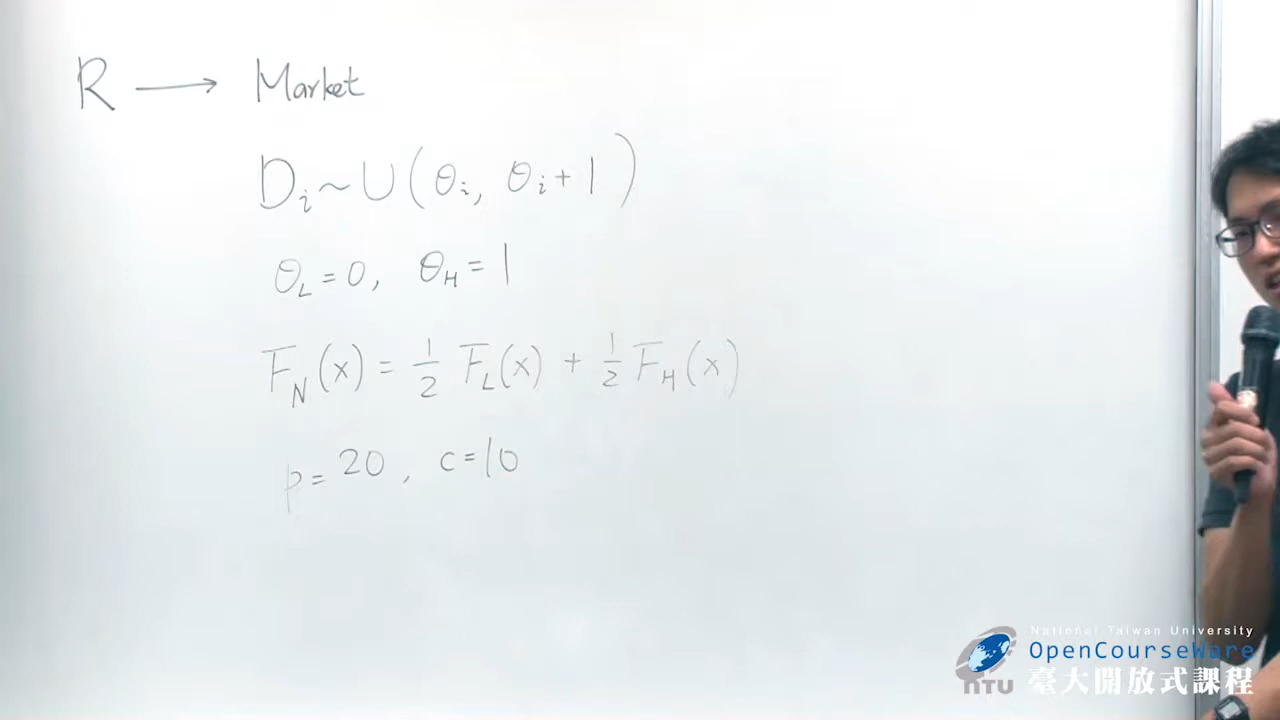 R ⟶ Market
D_i ~ U(θ_i, θ_i + 1)
θ_L = 0, θ_H = 1
F_N(x) = 1/2 F_L(x) + 1/2 F_H(x)
p = 20, c = 10
National Taiwan University
OpenCourseWare
NTU 臺大開放式課程